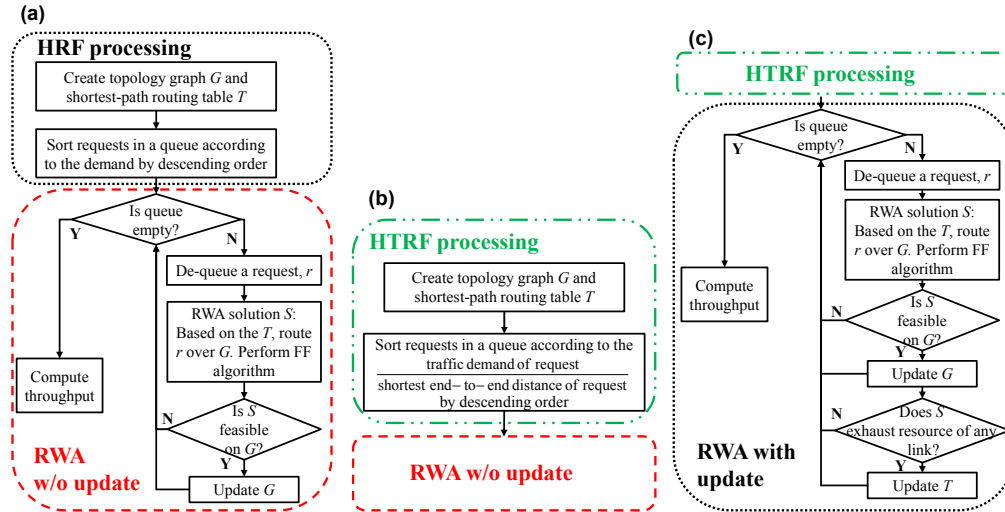 (a)
HRF processing
Create topology graph G and
shortest-path routing table T
Sort requests in a queue according
to the demand by descending order
Is queue
empty?
Y
N
De-queue a request, r
RWA solution S:
Based on the T, route
r over G. Perform FF
algorithm
Compute
throughput
N
Is S
feasible
on G?
Y
Update G
RWA
w/o update
(b)
HTRF processing
Create topology graph G and
shortest-path routing table T
Sort requests in a queue according to the
traffic demand of request
shortest end– to– end distance of request
by descending order
RWA w/o update
(c)
HTRF processing
Is queue
empty?
Y
N
De-queue a request, r
RWA solution S:
Based on the T, route
r over G. Perform FF
algorithm
Compute
throughput
N
Is S
feasible
on G?
Y
Update G
N
Does S
exhaust resource of any
link?
Y
Update T
RWA with
update